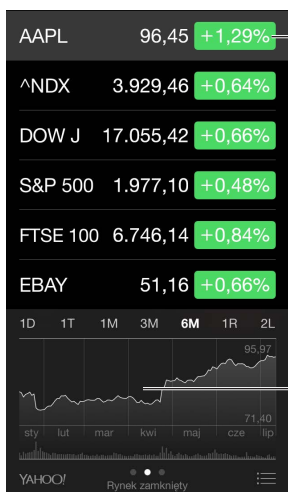 AAPL 96,45 +1,29%
^NDX 3.929,46 +0,64%
DOW J 17.055,42 +0,66%
S&P 500 1.977,10 +0,48%
FTSE 100 6.746,14 +0,84%
EBAY 51,16 +0,66%
1D 1T 1M 3M 6M 1R 2L
95,97
71,40
sty lut mar kwi maj cze lip
YAHOO!
Rynek zamknięty